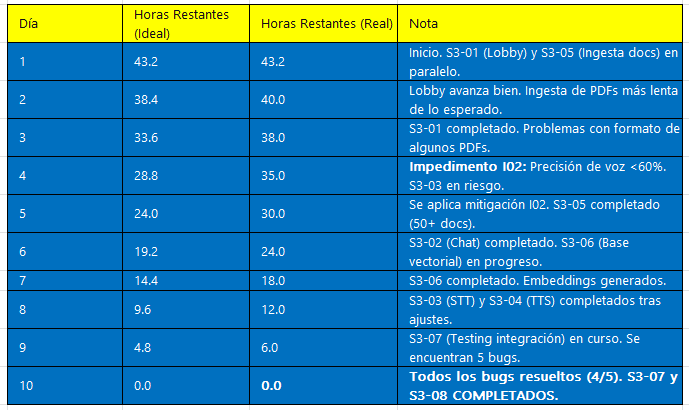 Día
Horas Restantes
(Ideal)
Horas Restantes (Real)
Nota
1
43.2
43.2
Inicio. S3-01 (Lobby) y S3-05 (Ingesta docs) en
paralelo.
2
38.4
40.0
Lobby avanza bien. Ingesta de PDFs más lenta
de lo esperado.
3
33.6
38.0
S3-01 completado. Problemas con formato de
algunos PDFs.
4
28.8
35.0
Impedimento I02: Precisión de voz <60%.
S3-03 en riesgo.
5
24.0
30.0
Se aplica mitigación I02. S3-05 completado
(50+ docs).
6
19.2
24.0
S3-02 (Chat) completado. S3-06 (Base
vectorial) en progreso.
7
14.4
18.0
S3-06 completado. Embeddings generados.
8
9.6
12.0
S3-03 (STT) y S3-04 (TTS) completados tras
ajustes.
9
4.8
6.0
S3-07 (Testing integración) en curso. Se
encuentran 5 bugs.
10
0.0
0.0
Todos los bugs resueltos (4/5). S3-07 y
S3-08 COMPLETADOS.